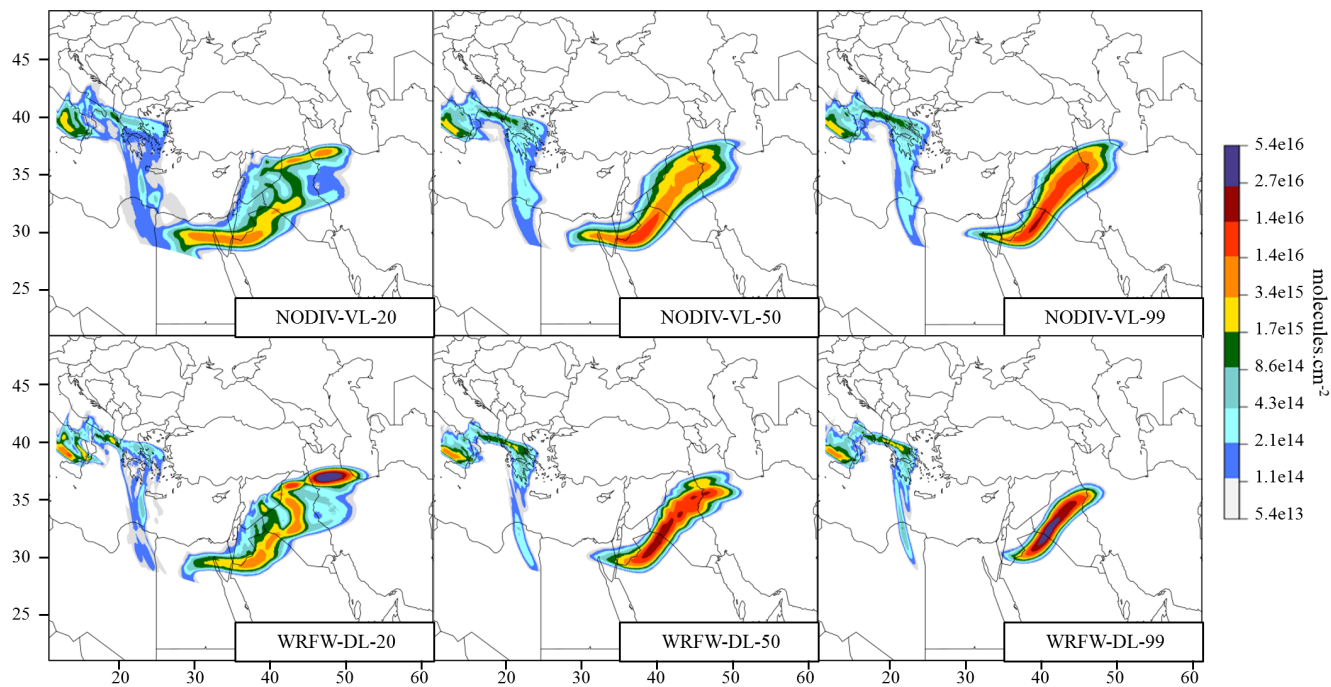 45
40
35
30
25
NODIV-VL-20
NODIV-VL-50
NODIV-VL-99
45
40
35
30
25
WRFW-DL-20
WRFW-DL-50
WRFW-DL-99
20 30 40 50 60
20 30 40 50 60
20 30 40 50 60
5.4e16
2.7e16
1.4e16
1.4e16
3.4e15
1.7e15
8.6e14
4.3e14
2.1e14
1.1e14
5.4e13
molecules.cm-2